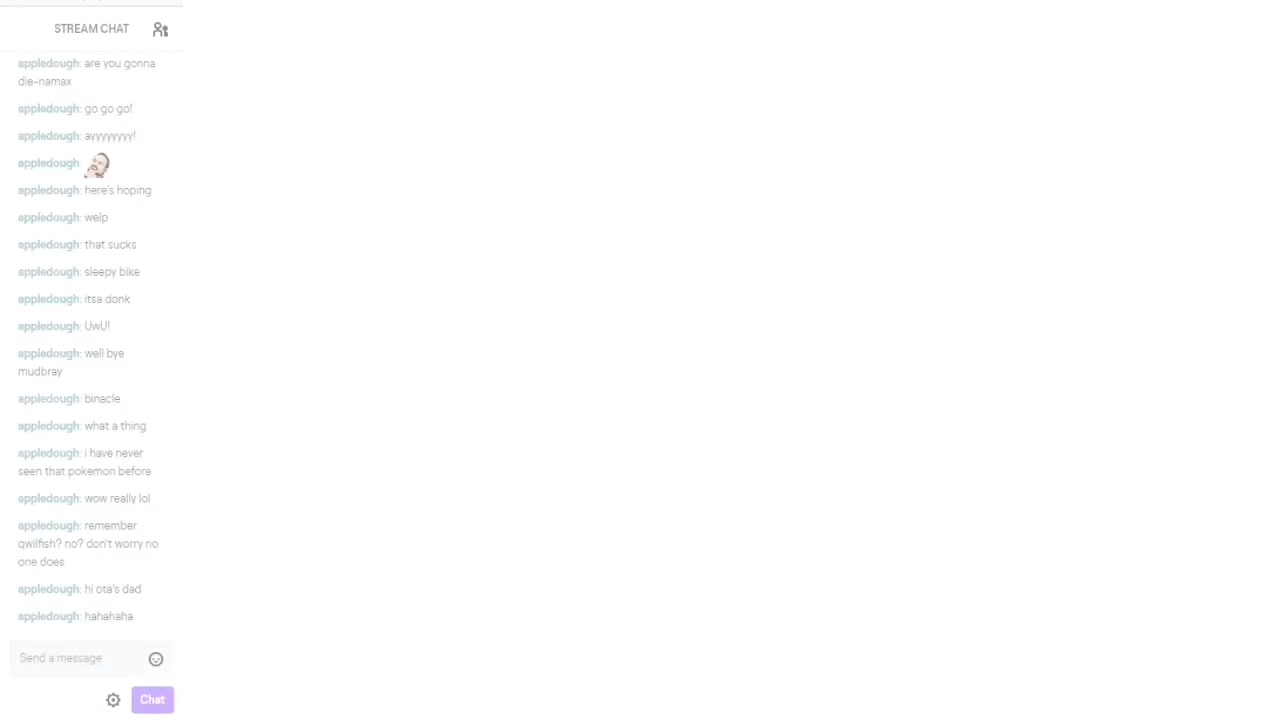 STREAM CHAT
appledough: are you gonna
die-namax
appledough: go go go!
appledough: ayyyyyyyy!
appledough:
appledough: here's hoping
appledough: welp
appledough: that sucks
appledough: sleepy bike
appledough: itsa donk
appledough: UwU!
appledough: well bye
mudbray
appledough: binacle
appledough: what a thing
appledough: i have never
seen that pokemon before
appledough: wow really lol
appledough: remember
qwilfish? no? don't worry no
one does
appledough: hi ota's dad
appledough: hahahaha
Send a message
Chat